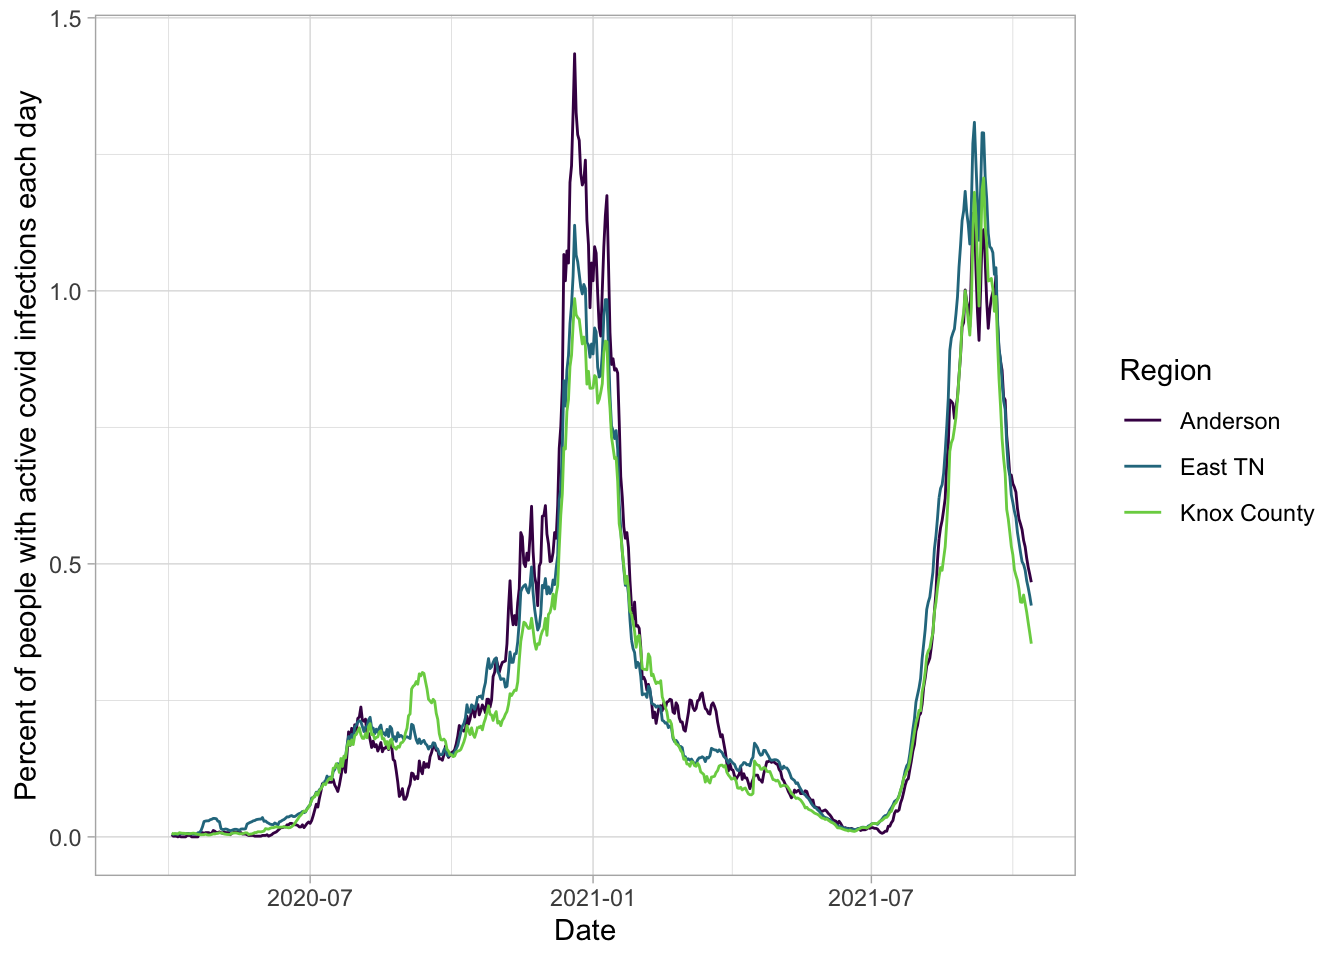 Percent of people with active covid infections each day
1.5
1.0
0.5
0.0
2020-07
2021-01
2021-07
Date
Region
Anderson
East TN
Knox County